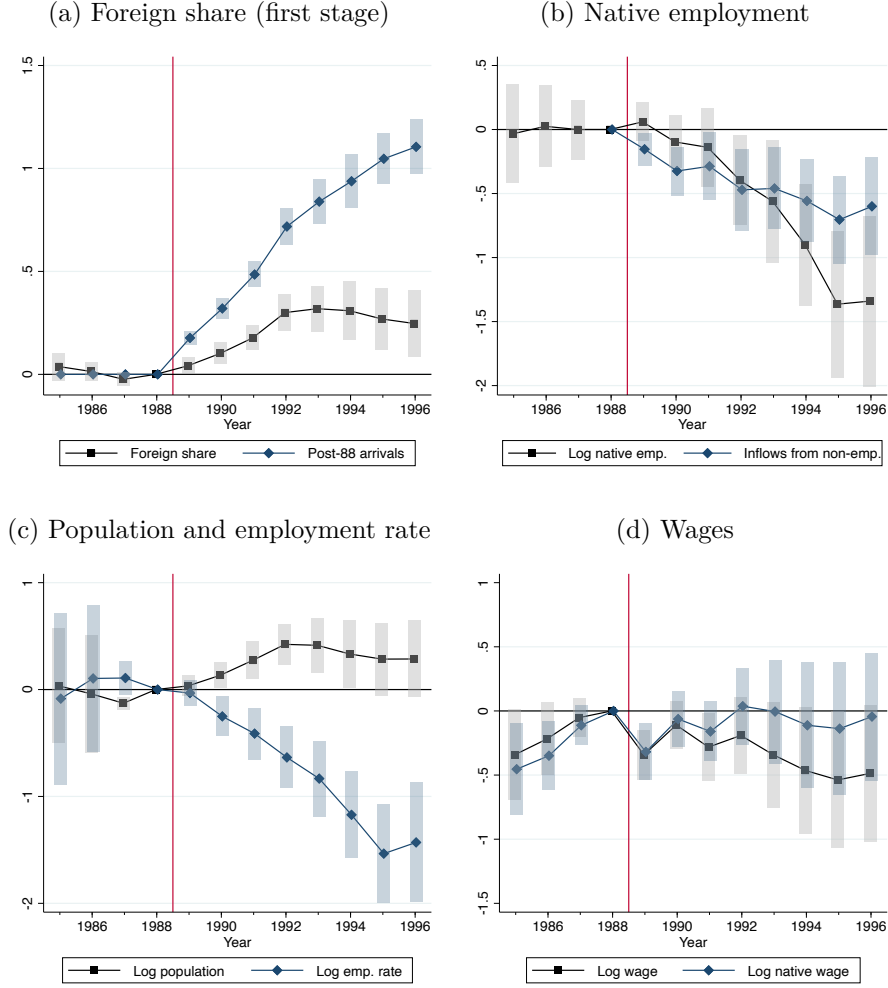 (a) Foreign share (first stage)
1.5
1
.5
0
1986 1988 1990 1992 1994 1996
Year
Foreign share Post-88 arrivals
(b) Native employment
.5
0
-.5
-1
-1.5
-2
1986 1988 1990 1992 1994 1996
Year
Log native emp. Inflows from non-emp.
(c) Population and employment rate
1
0
-1
-2
1986 1988 1990 1992 1994 1996
Year
Log population Log emp. rate
(d) Wages
1
.5
0
-.5
-1
-1.5
1986 1988 1990 1992 1994 1996
Year
Log wage Log native wage